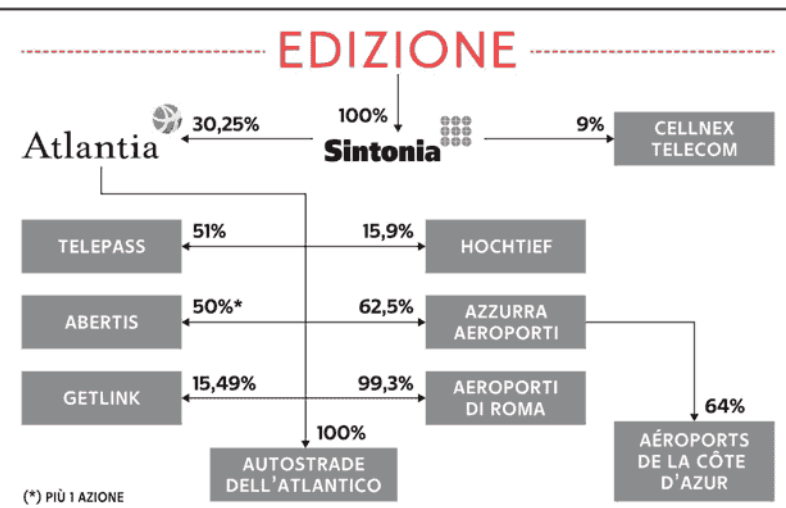 EDIZIONE
100%
Atlantia
30,25%
Sintonia
9%
CELLNEX
TELECOM
TELEPASS
51%
15,9%
HOCHTIEF
ABERTIS
50%*
62,5%
AZZURRA
AEROPORTI
GETLINK
15,49%
99,3%
AEROPORTI
DI ROMA
100%
AUTOSTRADE
DELL'ATLANTICO
64%
AÉROPORTS
DE LA CÔTE
D'AZUR
(*) PIÙ 1 AZIONE